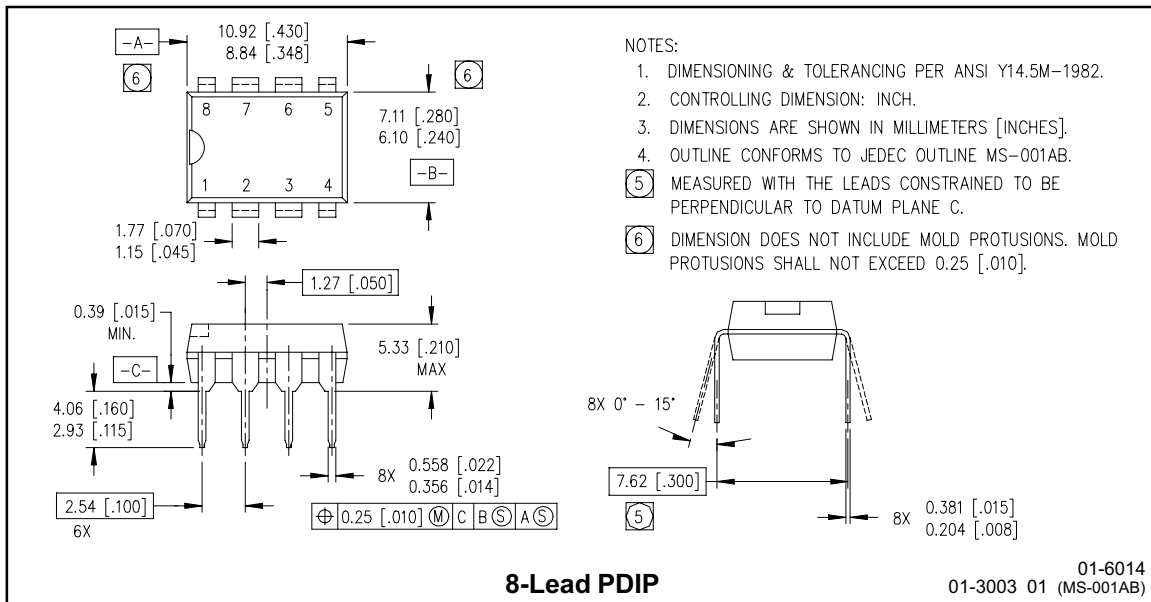 -A-
10.92 [.430]
8.84 [.348]
6
6
8 7 6 5
1 2 3 4
7.11 [.280]
6.10 [.240]
-B-
1.77 [.070]
1.15 [.045]
1.27 [.050]
0.39 [.015]
MIN.
-C-
5.33 [.210]
MAX
4.06 [.160]
2.93 [.115]
8X 0.558 [.022]
0.356 [.014]
2.54 [.100]
6X
⌖ 0.25 [.010] Ⓜ C B Ⓢ A Ⓢ
NOTES:
1. DIMENSIONING & TOLERANCING PER ANSI Y14.5M-1982.
2. CONTROLLING DIMENSION: INCH.
3. DIMENSIONS ARE SHOWN IN MILLIMETERS [INCHES].
4. OUTLINE CONFORMS TO JEDEC OUTLINE MS-001AB.
5 MEASURED WITH THE LEADS CONSTRAINED TO BE
PERPENDICULAR TO DATUM PLANE C.
6 DIMENSION DOES NOT INCLUDE MOLD PROTUSIONS. MOLD
PROTUSIONS SHALL NOT EXCEED 0.25 [.010].
8X 0° - 15°
7.62 [.300]
5
8X 0.381 [.015]
0.204 [.008]
8-Lead PDIP
01-6014
01-3003 01 (MS-001AB)